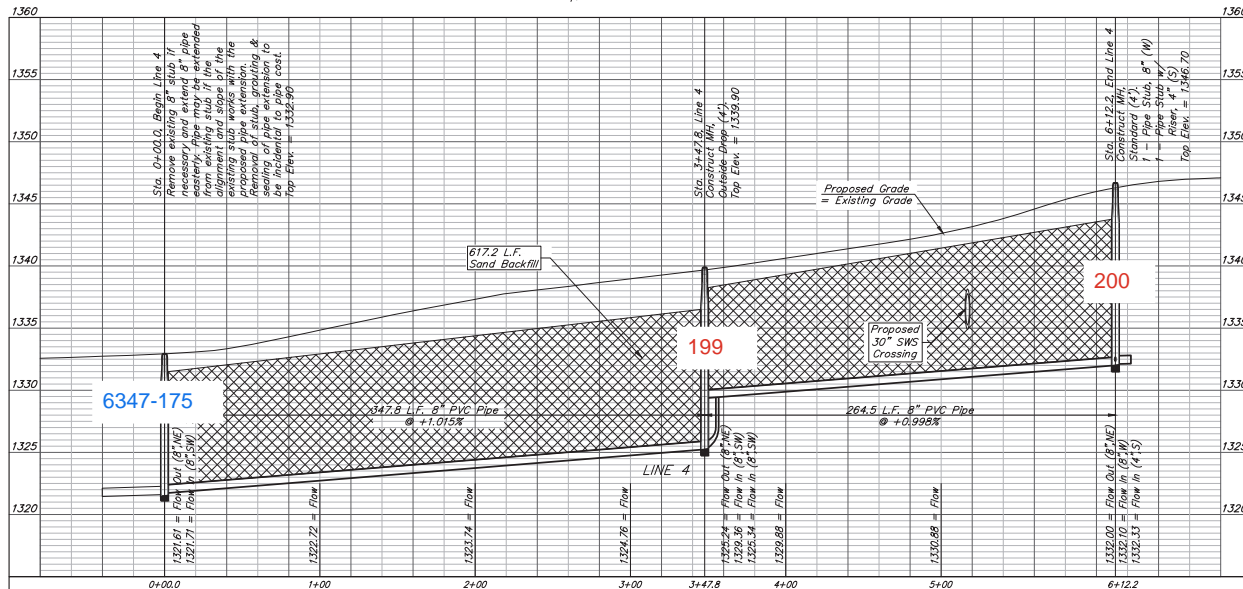 1360
1355
1350
1345
1340
1335
1330
1325
1320
Sta. 0+00.0, Begin Line 4
Remove existing 8" stub if
necessary and extend 8" pipe
easterly. Pipe may be extended
from existing stub if the
alignment and slope of the
existing stub works with the
proposed pipe extension.
Removal of stub, grouting &
sealing of pipe extension to
be incidental to pipe cost.
Top Elev. = 1332.90
Sta. 3+47.8, Line 4
Construct MH,
Outside Drop (4').
Top Elev. = 1339.90
Sta. 6+12.2, End Line 4
Construct MH,
Standard (4').
1 - Pipe Stub, 8" (W)
1 - Pipe Stub w/
Riser, 4" (S)
Top Elev. = 1346.70
Proposed Grade
= Existing Grade
617.2 L.F.
Sand Backfill
Proposed
30" SWS
Crossing
6347-175
199
200
347.8 L.F. 8" PVC Pipe
@ +1.015%
264.5 L.F. 8" PVC Pipe
@ +0.998%
LINE 4
1321.61 = Flow Out (8",NE)
1321.71 = Flow In (8",SW)
1322.72 = Flow
1323.74 = Flow
1324.76 = Flow
1325.24 = Flow Out (8",NE)
1329.36 = Flow In (8",SW)
1325.34 = Flow In (8",SW)
1329.88 = Flow
1330.88 = Flow
1332.00 = Flow Out (8",NE)
1332.10 = Flow In (8",W)
1332.33 = Flow In (4",S)
1360
1355
1350
1345
1340
1335
1330
1325
1320
0+00.0
1+00
2+00
3+00
3+47.8
4+00
5+00
6+12.2